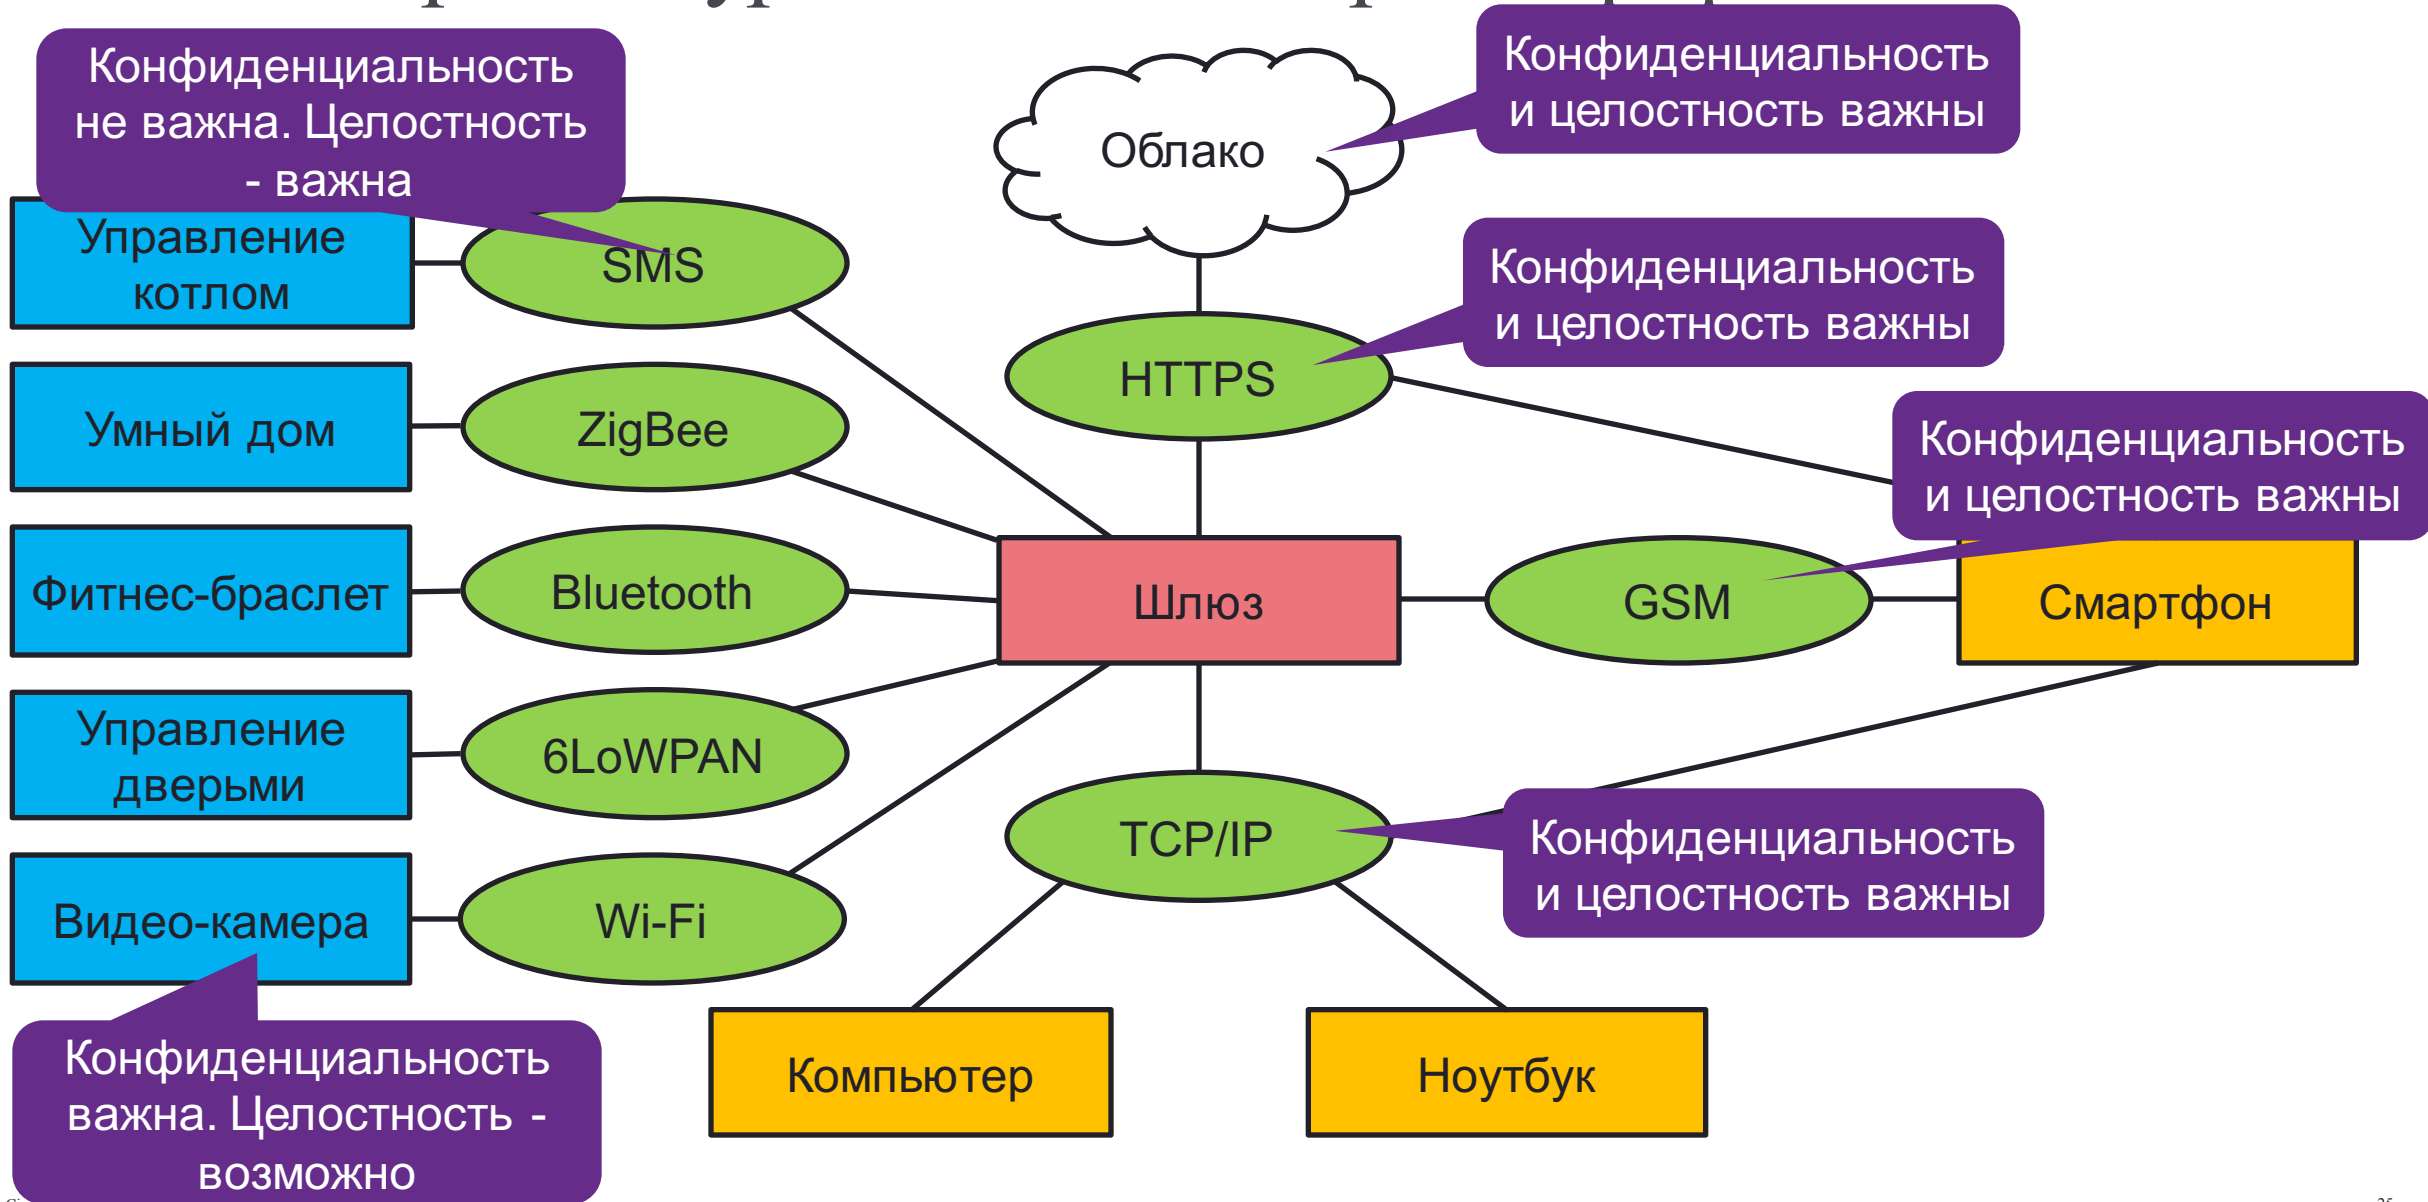 Конфиденциальность
не важна. Целостность
- важна
Облако
Конфиденциальность
и целостность важны
Управление
котлом
SMS
HTTPS
Конфиденциальность
и целостность важны
Умный дом
ZigBee
Конфиденциальность
и целостность важны
Фитнес-браслет
Bluetooth
Шлюз
GSM
Смартфон
Управление
дверьми
6LoWPAN
TCP/IP
Конфиденциальность
и целостность важны
Видео-камера
Wi-Fi
Конфиденциальность
важна. Целостность -
возможно
Компьютер
Ноутбук